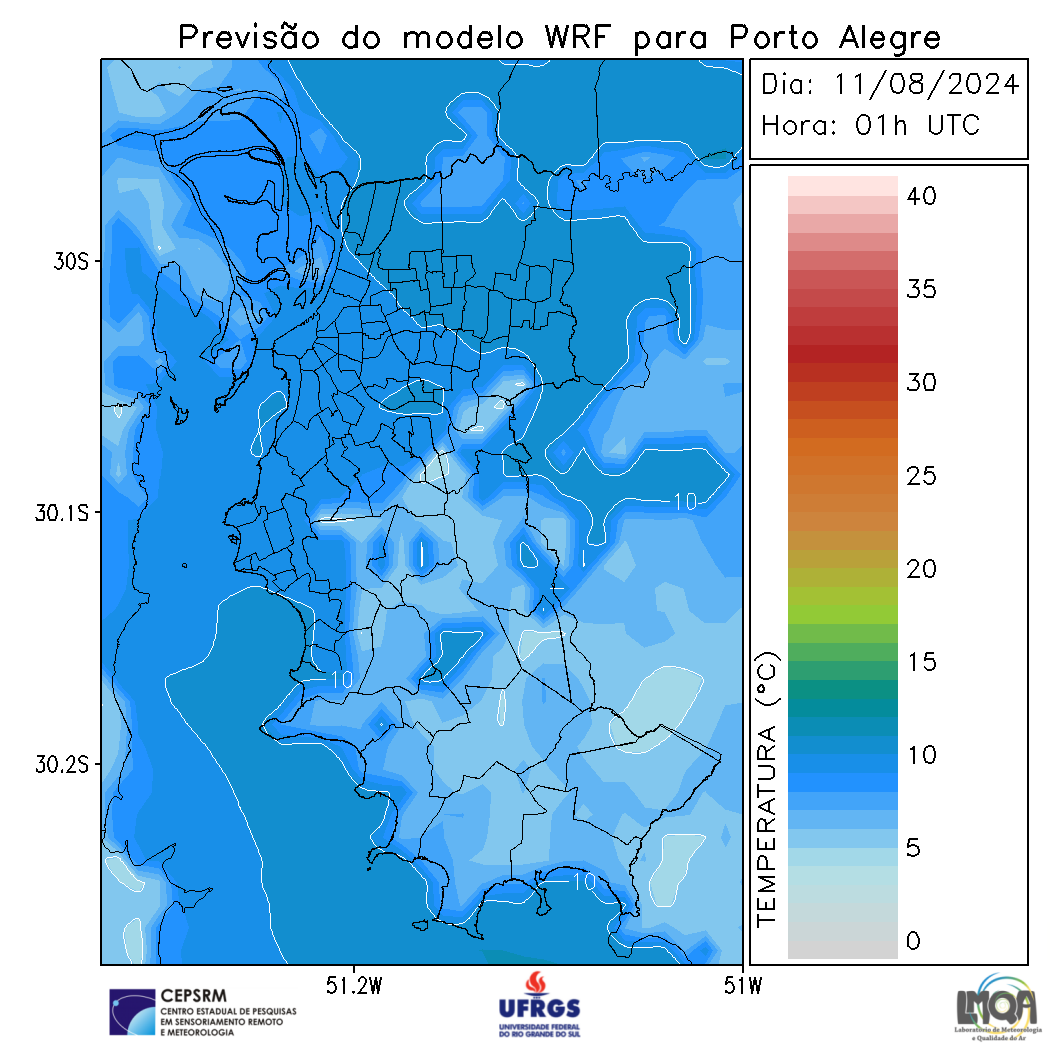 Previsão do modelo WRF para Porto Alegre
Dia: 11/08/2024
Hora: 01h UTC
40
35
30
25
20
15
10
5
0
TEMPERATURA (°C)
30S
30.1S
30.2S
51.2W
51W
10
10
10
CEPSRM
CENTRO ESTADUAL DE PESQUISAS
EM SENSORIAMENTO REMOTO
E METEOROLOGIA
UFRGS
UNIVERSIDADE FEDERAL
DO RIO GRANDE DO SUL
LMQA
Laboratório de Meteorologia
e Qualidade do Ar